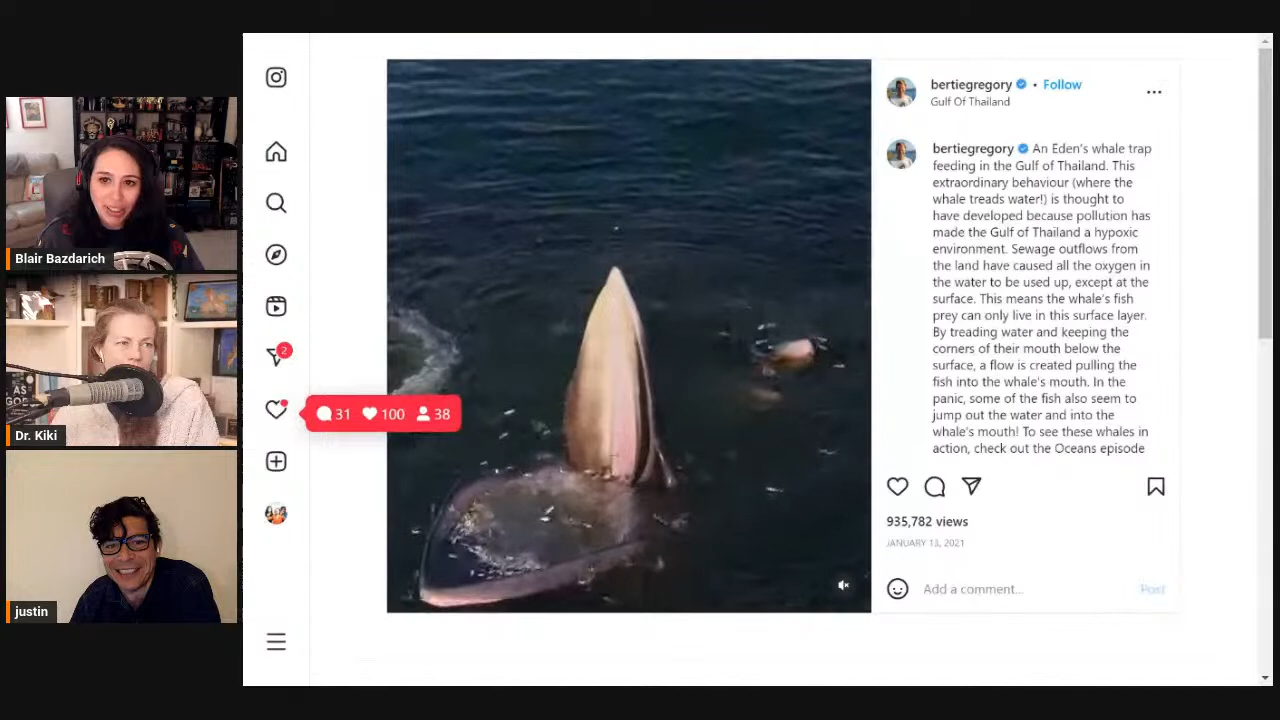 Blair Bazdarich
Dr. Kiki
justin
2
31 100 38
bertiegregory • Follow
Gulf Of Thailand
bertiegregory An Eden's whale trap
feeding in the Gulf of Thailand. This
extraordinary behaviour (where the
whale treads water!) is thought to
have developed because pollution has
made the Gulf of Thailand a hypoxic
environment. Sewage outflows from
the land have caused all the oxygen in
the water to be used up, except at the
surface. This means the whale's fish
prey can only live in this surface layer.
By treading water and keeping the
corners of their mouth below the
surface, a flow is created pulling the
fish into the whale's mouth. In the
panic, some of the fish also seem to
jump out the water and into the
whale's mouth! To see these whales in
action, check out the Oceans episode
935,782 views
JANUARY 13, 2021
Add a comment...
Post